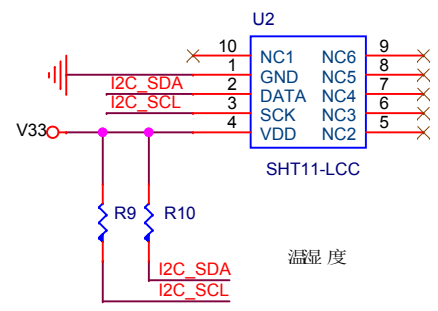 U2
10 NC1 NC6 9
1 GND NC5 8
I2C_SDA 2 DATA NC4 7
I2C_SCL 3 SCK NC3 6
V33 4 VDD NC2 5
SHT11-LCC
R9 R10
温湿 度
I2C_SDA
I2C_SCL